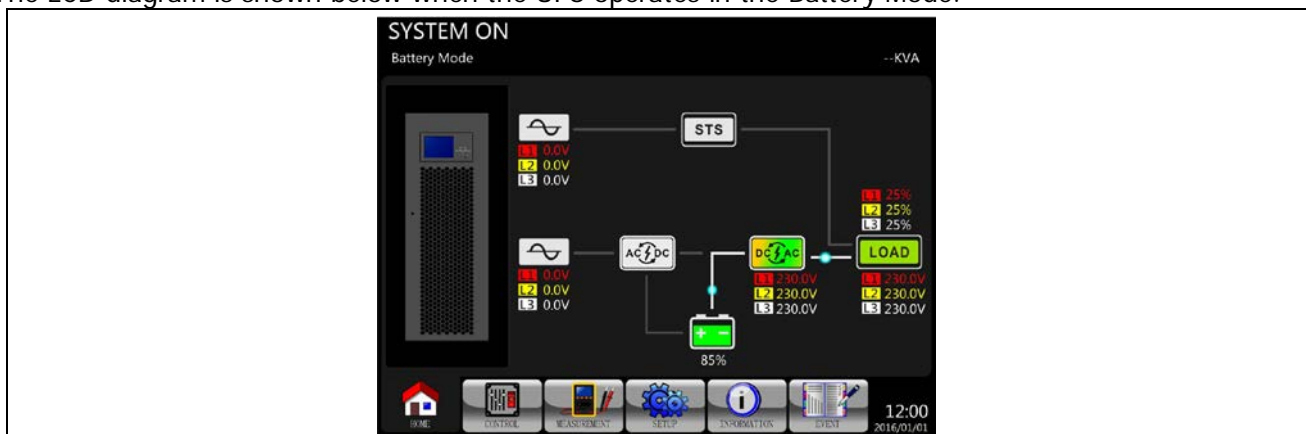 The LCD diagram is shown below when the UPS operates in the Battery Mode.
SYSTEM ON
Battery Mode
--KVA
STS
L1 0.0V
L2 0.0V
L3 0.0V
L1 25%
L2 25%
L3 25%
AC DC
DC AC
LOAD
L1 0.0V
L2 0.0V
L3 0.0V
L1 230.0V
L2 230.0V
L3 230.0V
L1 230.0V
L2 230.0V
L3 230.0V
+ -
85%
HOME
CONTROL
MEASUREMENT
SETUP
INFORMATION
EVENT
12:00
2016/01/01